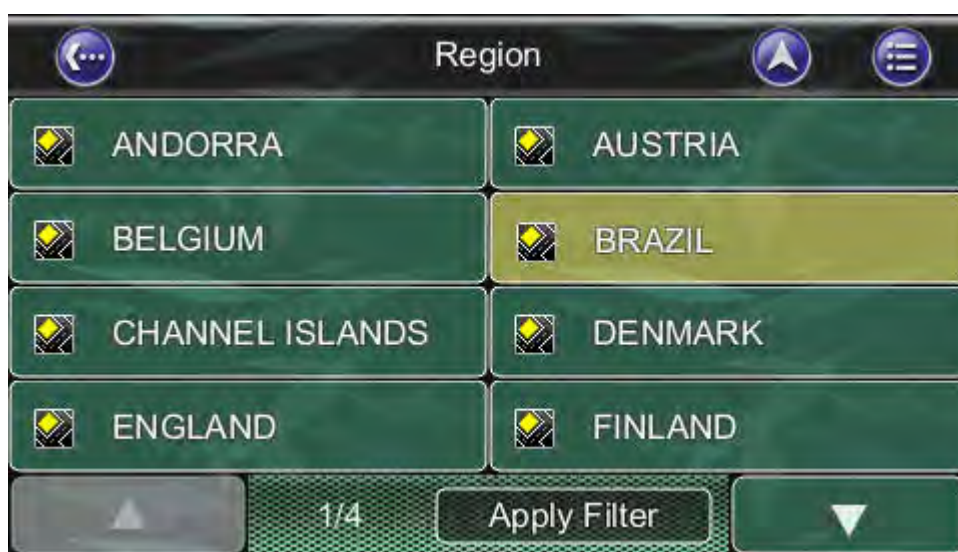 Region
ANDORRA
AUSTRIA
BELGIUM
BRAZIL
CHANNEL ISLANDS
DENMARK
ENGLAND
FINLAND
1/4
Apply Filter